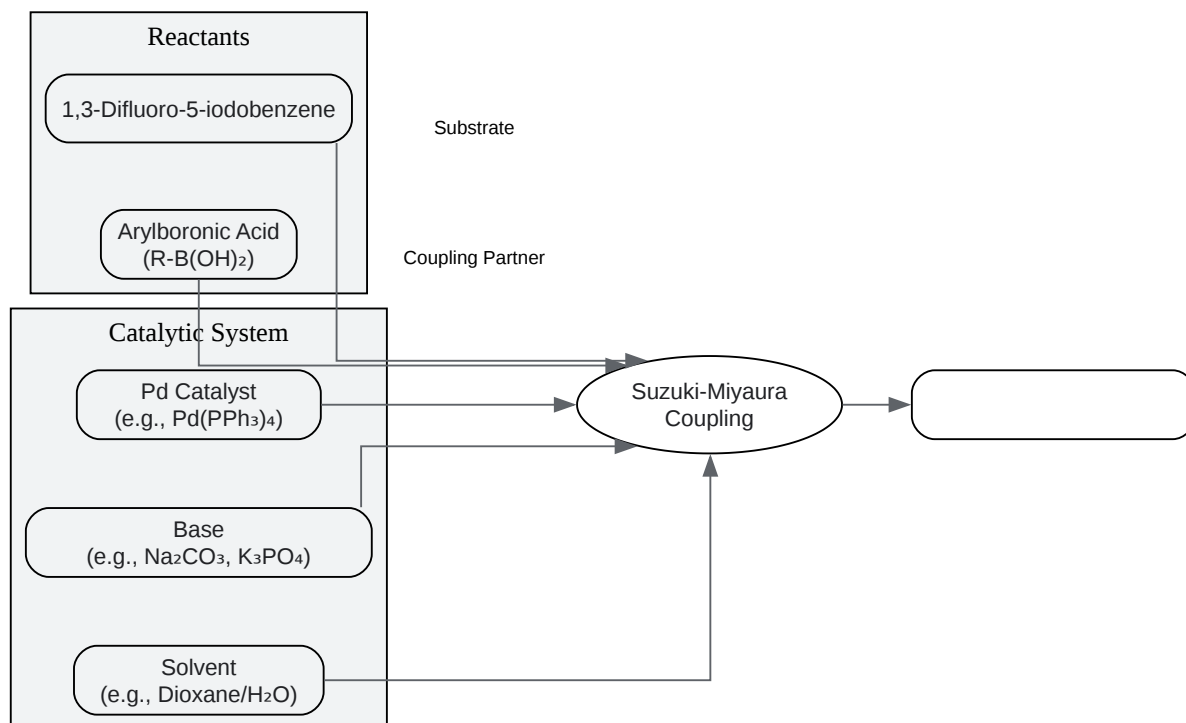 Reactants
1,3-Difluoro-5-iodobenzene
Substrate
Arylboronic Acid
(R-B(OH)₂)
Coupling Partner
Catalytic System
Pd Catalyst
(e.g., Pd(PPh₃)₄)
Suzuki-Miyaura
Coupling
Base
(e.g., Na₂CO₃, K₃PO₄)
Solvent
(e.g., Dioxane/H₂O)